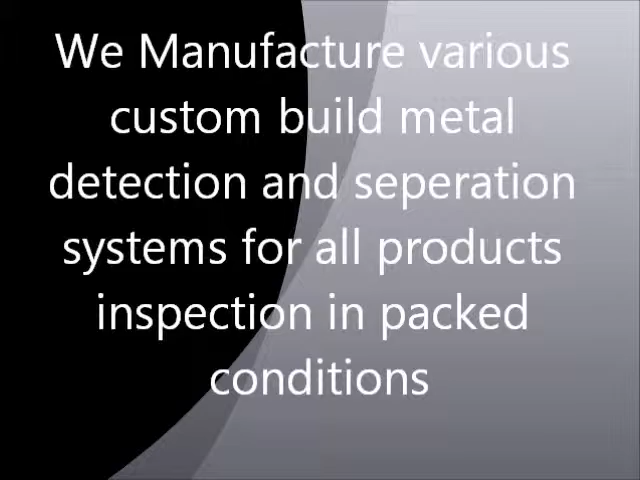 We Manufacture various
custom build metal
detection and seperation
systems for all products
inspection in packed
conditions